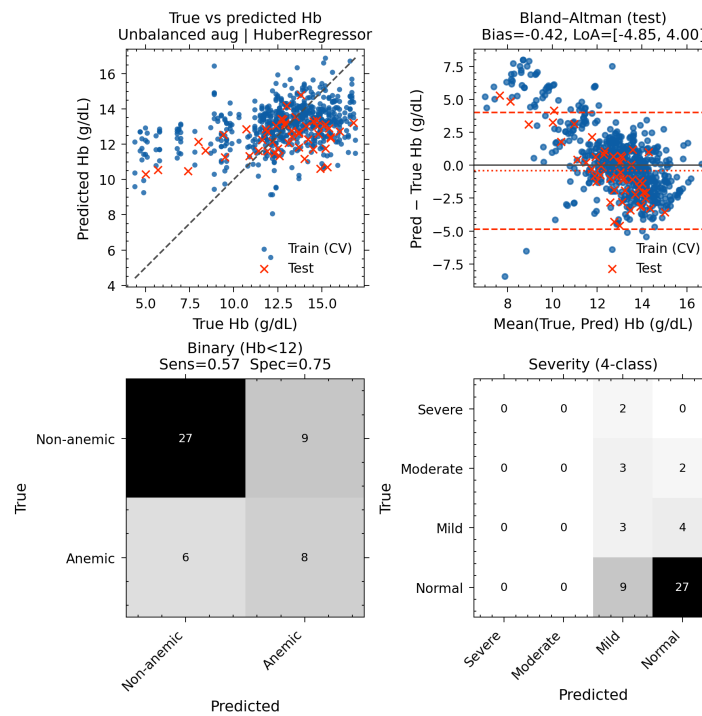 True vs predicted Hb
Unbalanced aug | HuberRegressor
Predicted Hb (g/dL)
16
14
12
10
8
6
4
Train (CV)
Test
5.0 7.5 10.0 12.5 15.0
True Hb (g/dL)
Bland–Altman (test)
Bias=-0.42, LoA=[-4.85, 4.00]
Pred − True Hb (g/dL)
7.5
5.0
2.5
0.0
−2.5
−5.0
−7.5
Train (CV)
Test
8 10 12 14 16
Mean(True, Pred) Hb (g/dL)
Binary (Hb<12)
Sens=0.57 Spec=0.75
True
Non-anemic 27 9
Anemic 6 8
Non-anemic Anemic
Predicted
Severity (4-class)
True
Severe 0 0 2 0
Moderate 0 0 3 2
Mild 0 0 3 4
Normal 0 0 9 27
Severe Moderate Mild Normal
Predicted